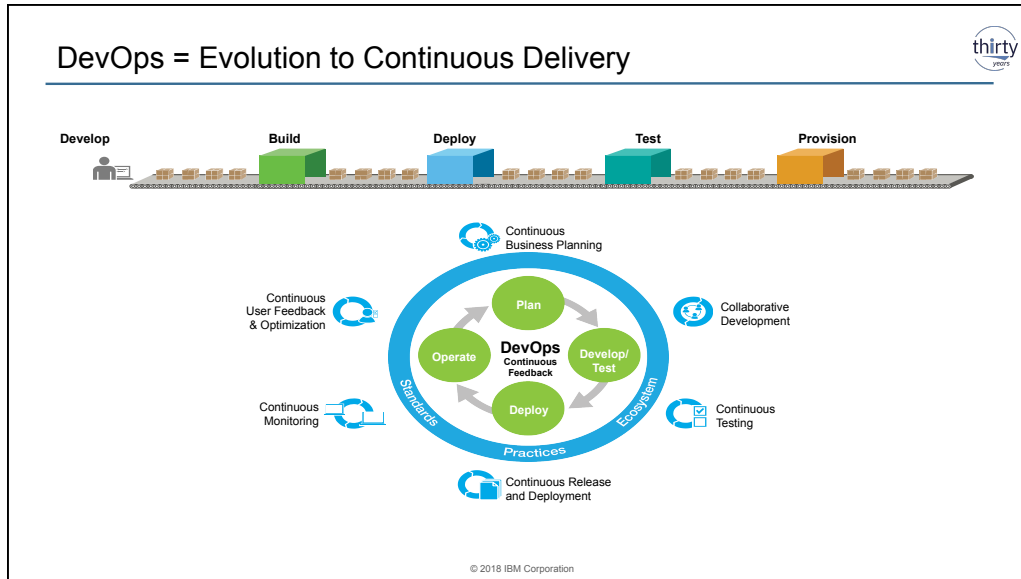 DevOps = Evolution to Continuous Delivery
thirty
years
Develop
Build
Deploy
Test
Provision
Continuous
Business Planning
Continuous
User Feedback
& Optimization
Collaborative
Development
Plan
Operate
DevOps
Continuous
Feedback
Develop/
Test
Deploy
Continuous
Monitoring
Continuous
Testing
Standards
Practices
Ecosystem
Continuous Release
and Deployment
© 2018 IBM Corporation